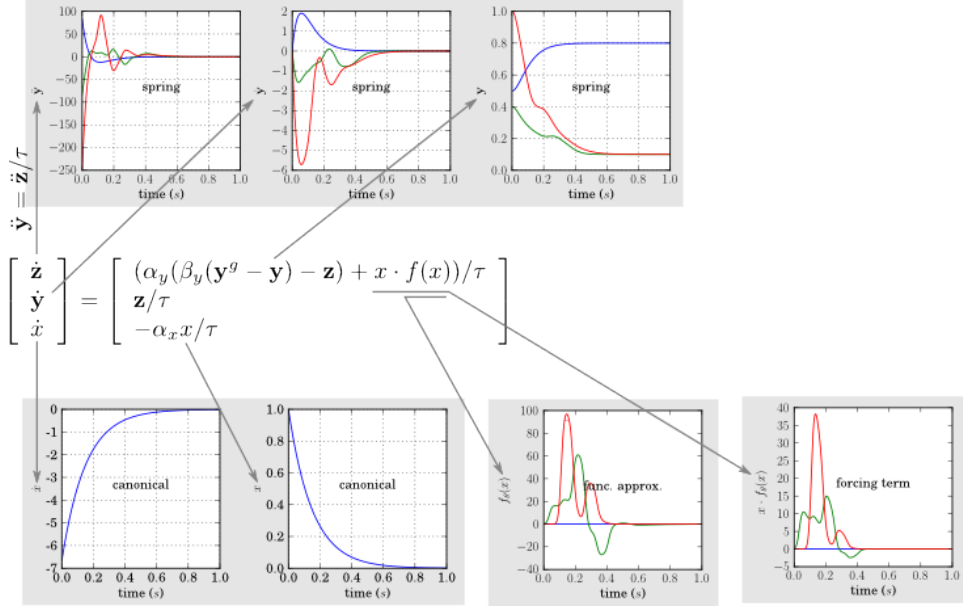 100
50
0
−50
−100
−150
−200
−250
0.0 0.2 0.4 0.6 0.8 1.0
time (s)
ÿ
spring
2
1
0
−1
−2
−3
−4
−5
−6
0.0 0.2 0.4 0.6 0.8 1.0
time (s)
ẏ
spring
1.0
0.8
0.6
0.4
0.2
0.0
0.0 0.2 0.4 0.6 0.8 1.0
time (s)
y
spring
ÿ = z̈/τ
[ż] = [(α_y(β_y(y^g − y) − z) + x · f(x))/τ]
[ẏ] [z/τ]
[ẋ] [−α_x x/τ]
0
-1
-2
-3
-4
-5
-6
-7
0.0 0.2 0.4 0.6 0.8 1.0
time (s)
ẋ
canonical
1.0
0.8
0.6
0.4
0.2
0.0
0.0 0.2 0.4 0.6 0.8 1.0
time (s)
x
canonical
100
80
60
40
20
0
−20
−40
0.0 0.2 0.4 0.6 0.8 1.0
time (s)
f_θ(x)
func. approx.
40
35
30
25
20
15
10
5
0
−5
0.0 0.2 0.4 0.6 0.8 1.0
time (s)
x · f_θ(x)
forcing term